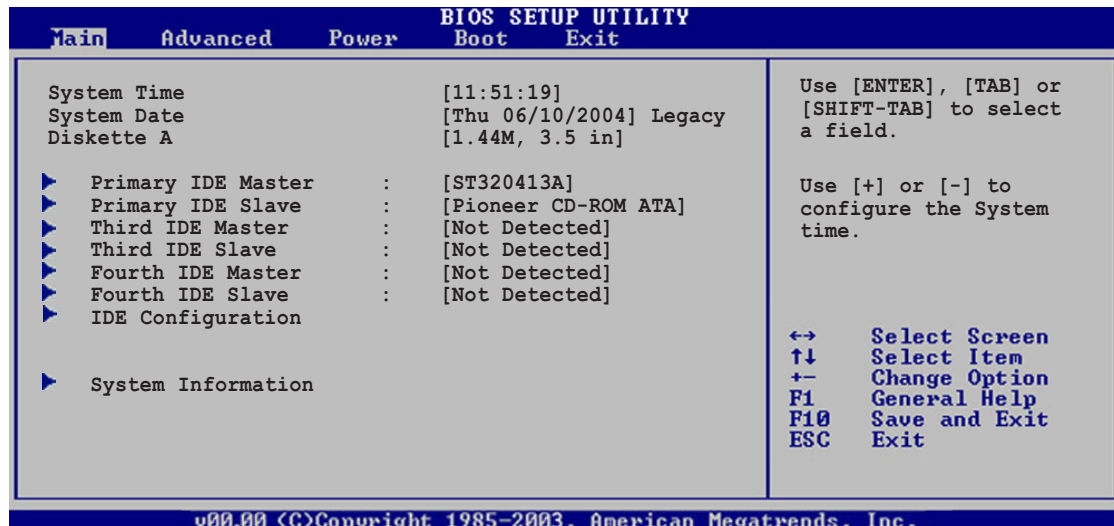 BIOS SETUP UTILITY
Main Advanced Power Boot Exit
System Time [11:51:19]
System Date [Thu 06/10/2004] Legacy
Diskette A [1.44M, 3.5 in]
Primary IDE Master : [ST320413A]
Primary IDE Slave : [Pioneer CD-ROM ATA]
Third IDE Master : [Not Detected]
Third IDE Slave : [Not Detected]
Fourth IDE Master : [Not Detected]
Fourth IDE Slave : [Not Detected]
IDE Configuration
System Information
Use [ENTER], [TAB] or
[SHIFT-TAB] to select
a field.
Use [+] or [-] to
configure the System
time.
←→ Select Screen
↑↓ Select Item
+- Change Option
F1 General Help
F10 Save and Exit
ESC Exit
v00.00 (C)Copyright 1985-2003, American Megatrends, Inc.